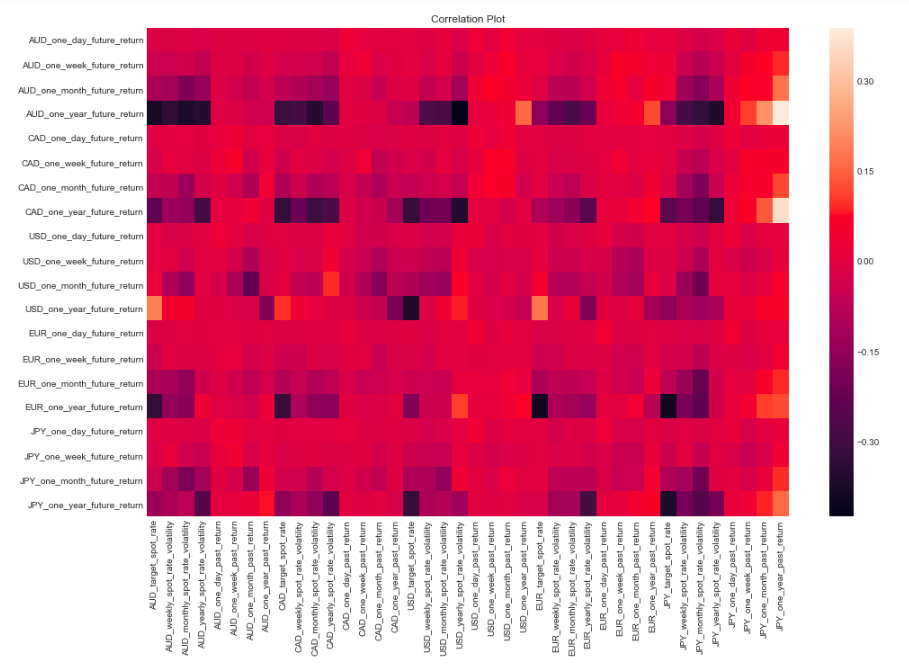 Correlation Plot
AUD_one_day_future_return
AUD_one_week_future_return
AUD_one_month_future_return
AUD_one_year_future_return
CAD_one_day_future_return
CAD_one_week_future_return
CAD_one_month_future_return
CAD_one_year_future_return
USD_one_day_future_return
USD_one_week_future_return
USD_one_month_future_return
USD_one_year_future_return
EUR_one_day_future_return
EUR_one_week_future_return
EUR_one_month_future_return
EUR_one_year_future_return
JPY_one_day_future_return
JPY_one_week_future_return
JPY_one_month_future_return
JPY_one_year_future_return
AUD_target_spot_rate
AUD_weekly_spot_rate_volatility
AUD_monthly_spot_rate_volatility
AUD_yearly_spot_rate_volatility
AUD_one_day_past_return
AUD_one_week_past_return
AUD_one_month_past_return
AUD_one_year_past_return
CAD_target_spot_rate
CAD_weekly_spot_rate_volatility
CAD_monthly_spot_rate_volatility
CAD_yearly_spot_rate_volatility
CAD_one_day_past_return
CAD_one_week_past_return
CAD_one_month_past_return
CAD_one_year_past_return
USD_target_spot_rate
USD_weekly_spot_rate_volatility
USD_monthly_spot_rate_volatility
USD_yearly_spot_rate_volatility
USD_one_day_past_return
USD_one_week_past_return
USD_one_month_past_return
USD_one_year_past_return
EUR_target_spot_rate
EUR_weekly_spot_rate_volatility
EUR_monthly_spot_rate_volatility
EUR_yearly_spot_rate_volatility
EUR_one_day_past_return
EUR_one_week_past_return
EUR_one_month_past_return
EUR_one_year_past_return
JPY_target_spot_rate
JPY_weekly_spot_rate_volatility
JPY_monthly_spot_rate_volatility
JPY_yearly_spot_rate_volatility
JPY_one_day_past_return
JPY_one_week_past_return
JPY_one_month_past_return
JPY_one_year_past_return
0.30
0.15
0.00
−0.15
−0.30